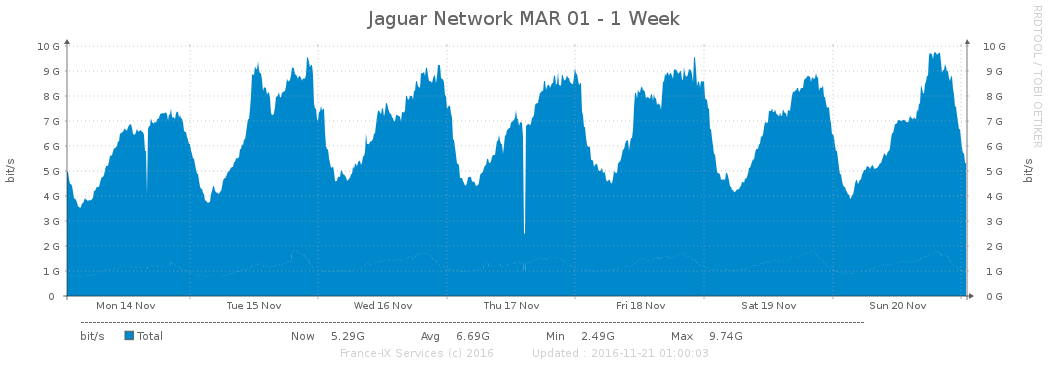 Jaguar Network MAR 01 - 1 Week
RRDTOOL / TOBI OETIKER
bit/s
bit/s
10 G 10 G
9 G 9 G
8 G 8 G
7 G 7 G
6 G 6 G
5 G 5 G
4 G 4 G
3 G 3 G
2 G 2 G
1 G 1 G
0 0 G
Mon 14 Nov Tue 15 Nov Wed 16 Nov Thu 17 Nov Fri 18 Nov Sat 19 Nov Sun 20 Nov
bit/s Total Now 5.29G Avg 6.69G Min 2.49G Max 9.74G
France-IX Services (c) 2016 Updated : 2016-11-21 01:00:03